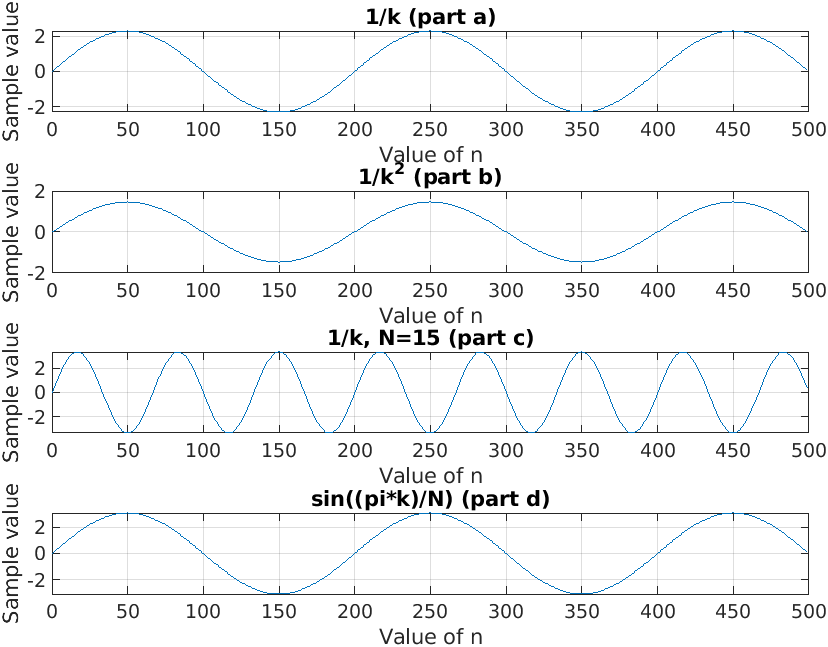 1/k (part a)
Sample value
2
0
-2
0 50 100 150 200 250 300 350 400 450 500
Value of n
1/k² (part b)
Sample value
2
0
-2
0 50 100 150 200 250 300 350 400 450 500
Value of n
1/k, N=15 (part c)
Sample value
2
0
-2
0 50 100 150 200 250 300 350 400 450 500
Value of n
sin((pi*k)/N) (part d)
Sample value
2
0
-2
0 50 100 150 200 250 300 350 400 450 500
Value of n